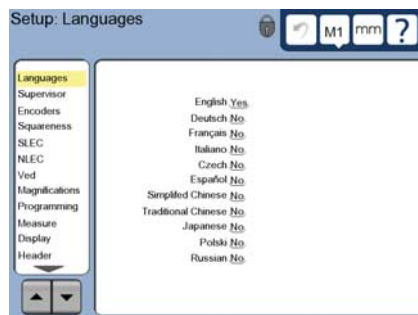 Setup: Languages
M1
mm
?
Languages
Supervisor
Encoders
Squareness
SLEC
NLEC
Ved
Magnifications
Programming
Measure
Display
Header
English Yes
Deutsch No
Français No
Italiano No
Czech No
Español No
Simplifed Chinese No
Traditional Chinese No
Japanese No
Polski No
Russian No